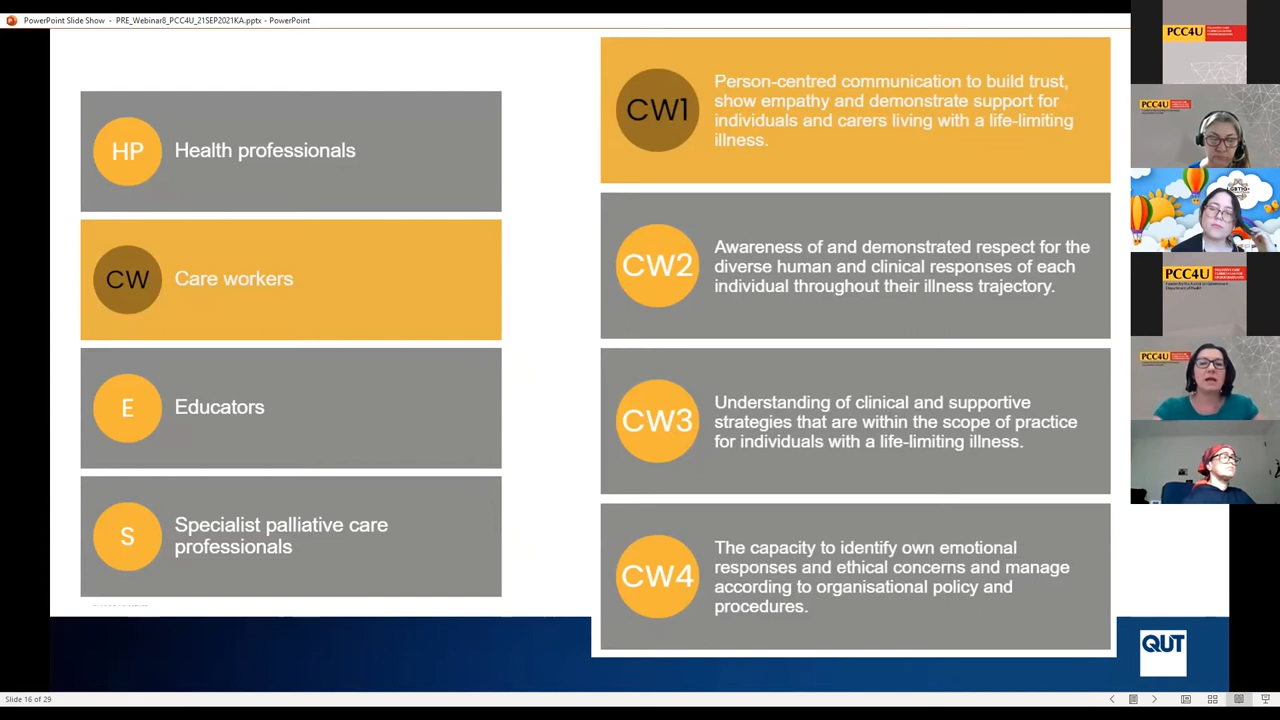 PowerPoint Slide Show - PRE_Webinar8_PCC4U_21SEP2021KA.pptx - PowerPoint
HP
Health professionals
CW
Care workers
E
Educators
S
Specialist palliative care
professionals
CW1
Person-centred communication to build trust,
show empathy and demonstrate support for
individuals and carers living with a life-limiting
illness.
CW2
Awareness of and demonstrated respect for the
diverse human and clinical responses of each
individual throughout their illness trajectory.
CW3
Understanding of clinical and supportive
strategies that are within the scope of practice
for individuals with a life-limiting illness.
CW4
The capacity to identify own emotional
responses and ethical concerns and manage
according to organisational policy and
procedures.
PCC4U
PCC4U
LGBTIQ+
PCC4U
PCC4U
QUT
Slide 16 of 29